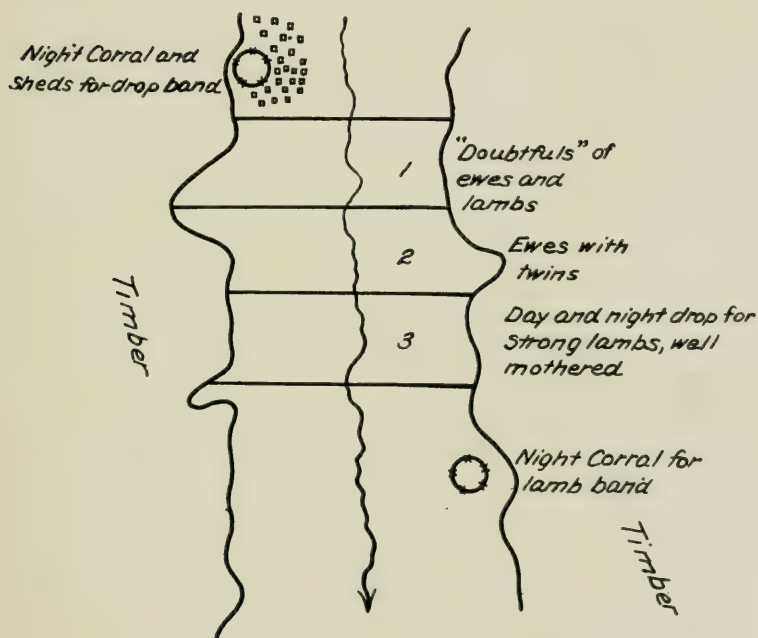 Night Corral and
sheds for drop band
1
"Doubtfuls" of
ewes and
lambs
2
Ewes with
twins
Timber
3
Day and night drop for
strong lambs, well
mothered
Night Corral for
lamb band
Timber